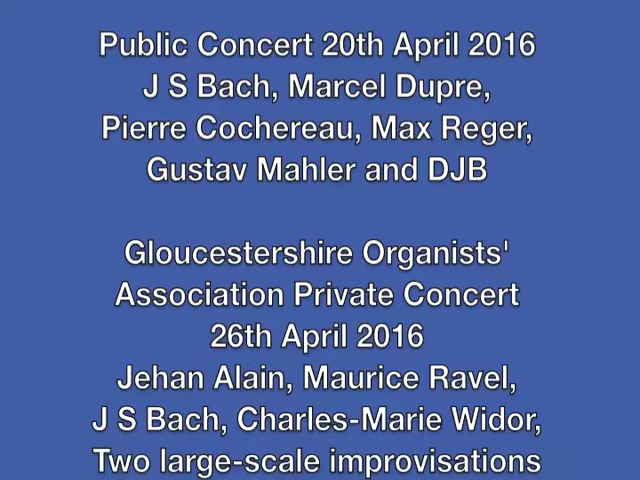 Public Concert 20th April 2016
J S Bach, Marcel Dupre,
Pierre Cochereau, Max Reger,
Gustav Mahler and DJB
Gloucestershire Organists'
Association Private Concert
26th April 2016
Jehan Alain, Maurice Ravel,
J S Bach, Charles-Marie Widor,
Two large-scale improvisations